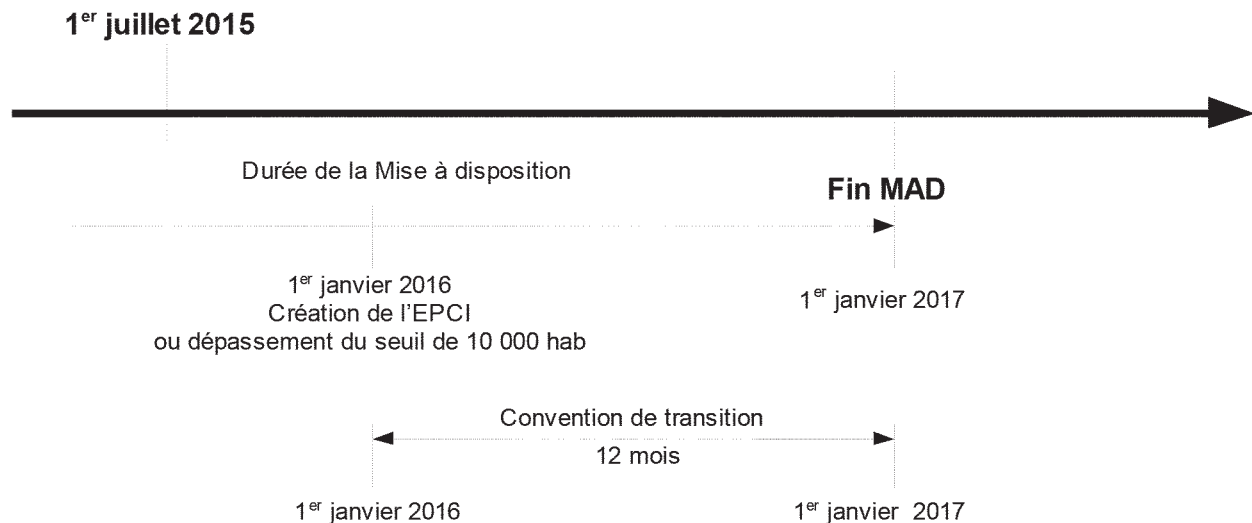 1er juillet 2015
Durée de la Mise à disposition
Fin MAD
1er janvier 2016
Création de l'EPCI
ou dépassement du seuil de 10 000 hab
1er janvier 2017
Convention de transition
12 mois
1er janvier 2016
1er janvier 2017